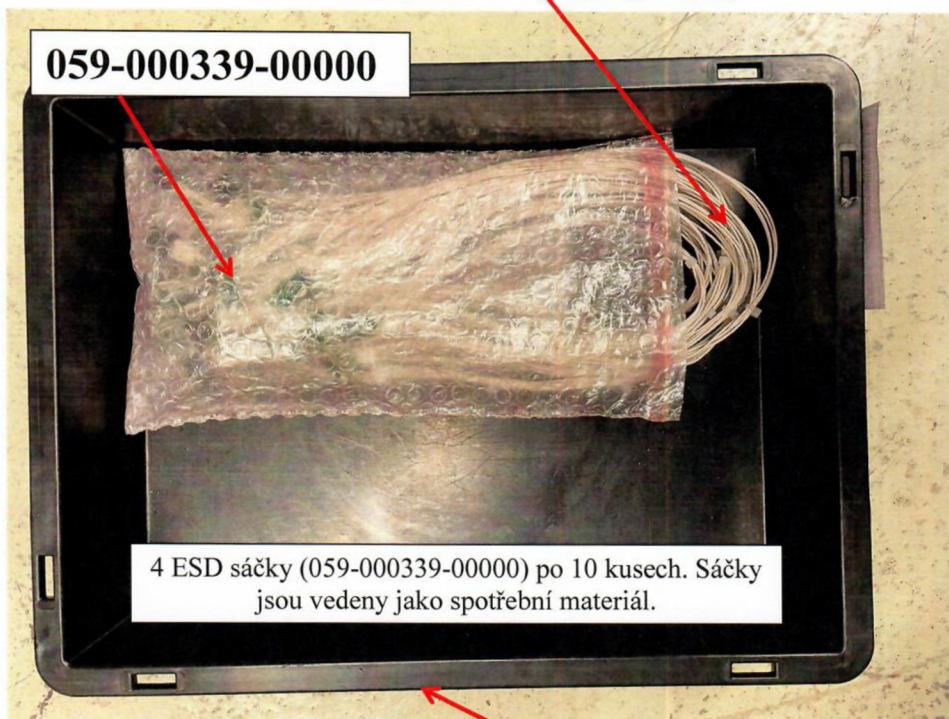 059-000339-00000
4 ESD sáčky (059-000339-00000) po 10 kusech. Sáčky
jsou vedeny jako spotřební materiál.